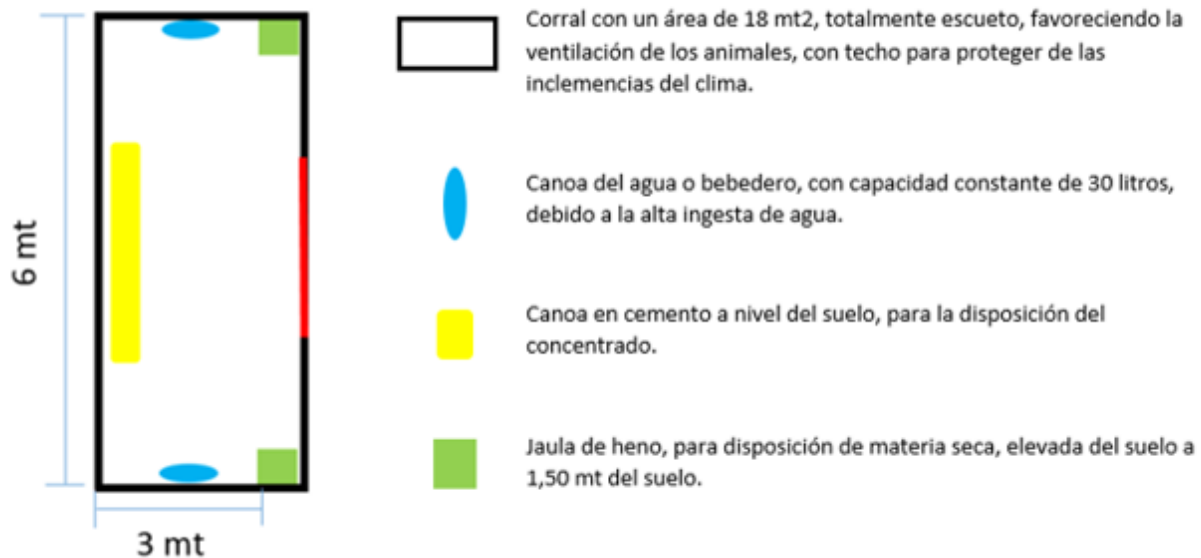 Corral con un área de 18 mt2, totalmente escueto, favoreciendo la
ventilación de los animales, con techo para proteger de las
inclemencias del clima.
Canoa del agua o bebedero, con capacidad constante de 30 litros,
debido a la alta ingesta de agua.
6 mt
Canoa en cemento a nivel del suelo, para la disposición del
concentrado.
Jaula de heno, para disposición de materia seca, elevada del suelo a
1,50 mt del suelo.
3 mt